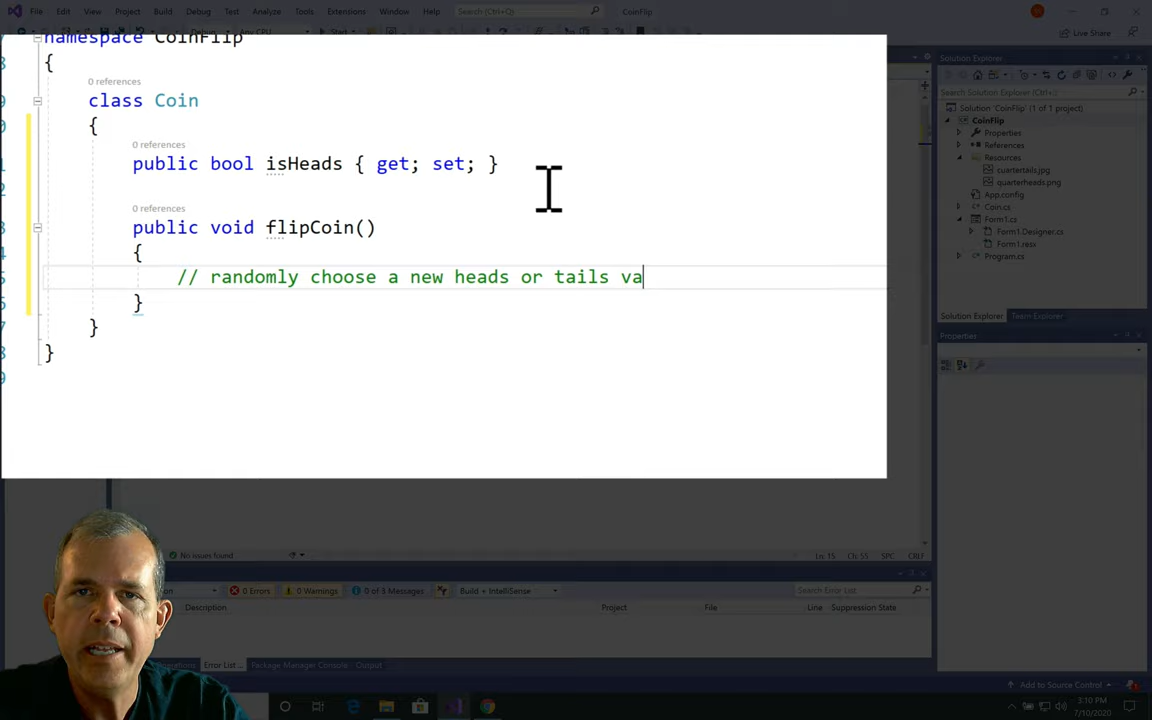 File Edit View Project Build Debug Test Analyze Tools Extensions Window Help Search (Ctrl+Q) CoinFlip
Live Share
namespace CoinFlip
{
0 references
class Coin
{
0 references
public bool isHeads { get; set; }
0 references
public void flipCoin()
{
// randomly choose a new heads or tails va
}
}
}
Solution Explorer
Search Solution Explorer (Ctrl+;)
Solution 'CoinFlip' (1 of 1 project)
CoinFlip
Properties
References
Resources
cuartertails.jpg
quarterheads.png
App.config
Coin.cs
Form1.cs
Form1.Designer.cs
Form1.resx
Program.cs
Solution Explorer Team Explorer
Properties
No issues found
Ln: 15 Ch: 55 SPC CRLF
0 Errors 0 Warnings 0 of 3 Messages Build + IntelliSense
Search Error List
Description Project File Line Suppression State
Error List ... Package Manager Console Output
Add to Source Control
3:10 PM
7/10/2020